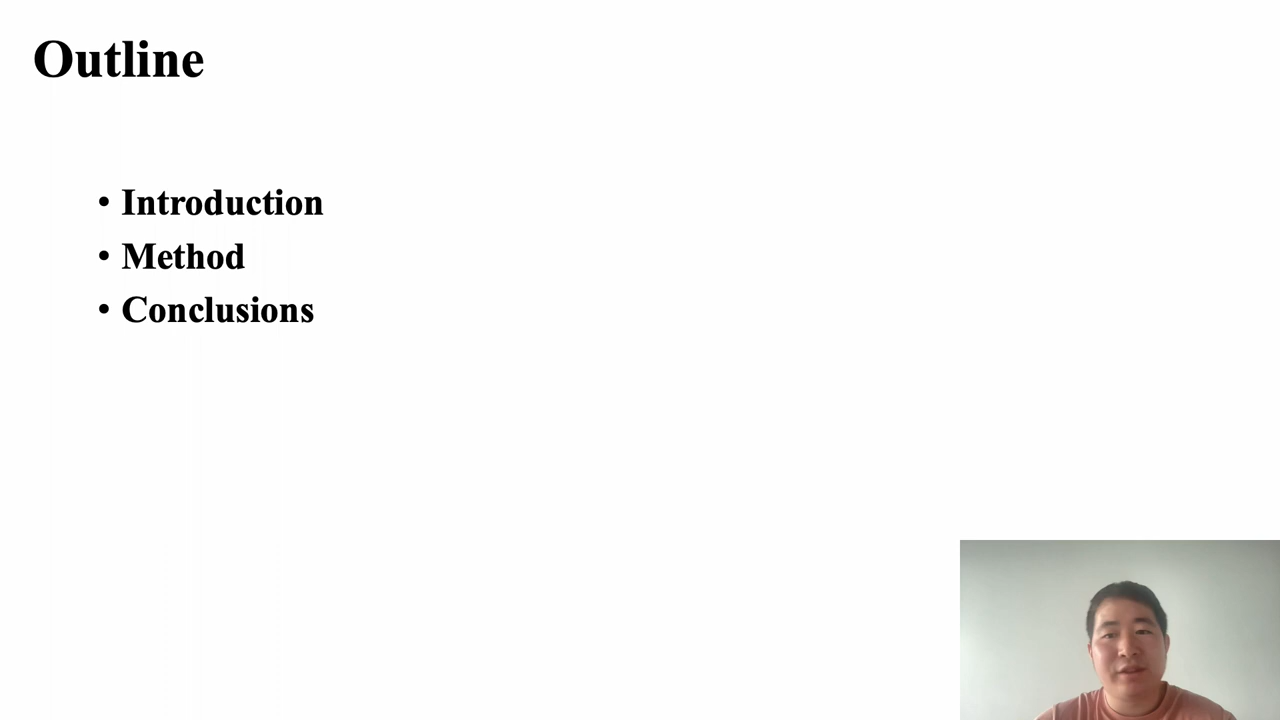 Outline
• Introduction
• Method
• Conclusions